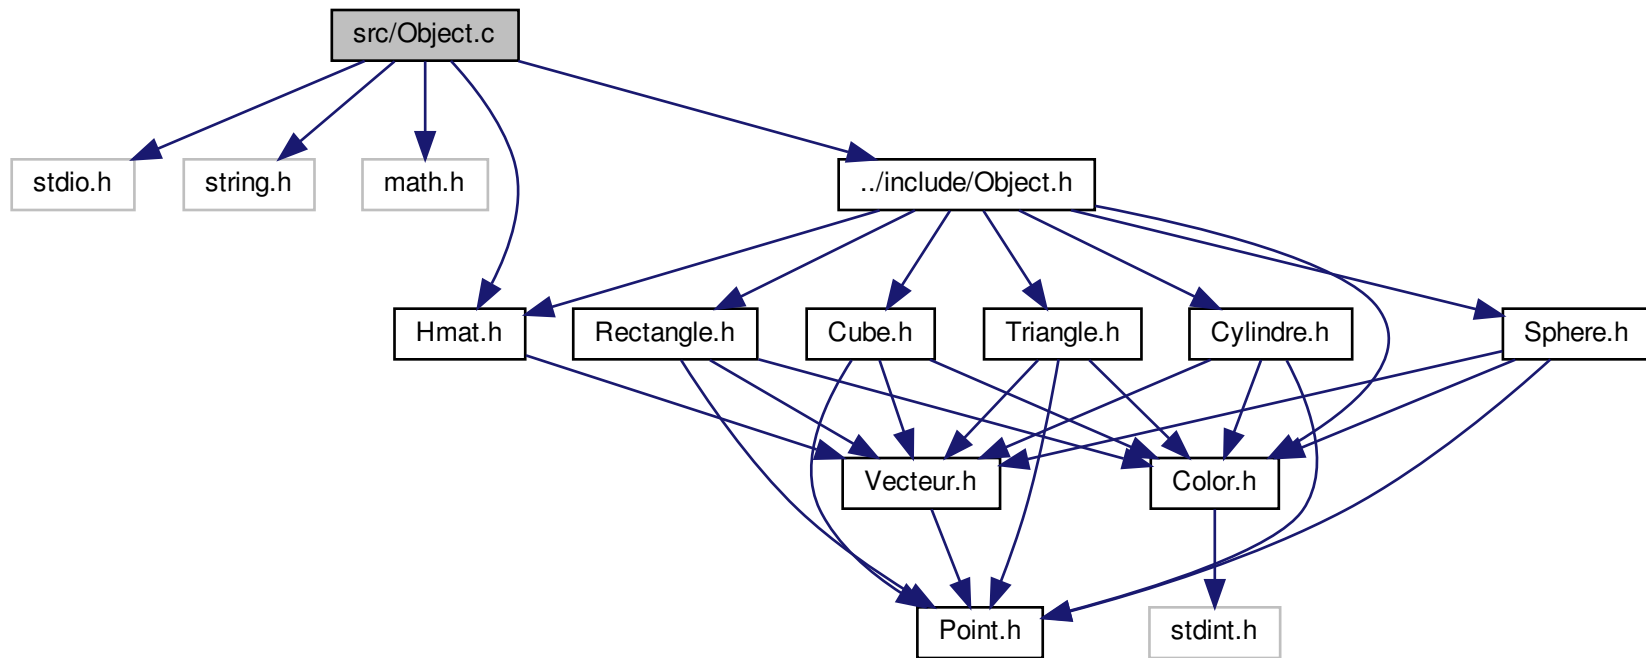 src/Object.c
stdio.h
string.h
math.h
../include/Object.h
Hmat.h
Rectangle.h
Cube.h
Triangle.h
Cylindre.h
Sphere.h
Vecteur.h
Color.h
Point.h
stdint.h